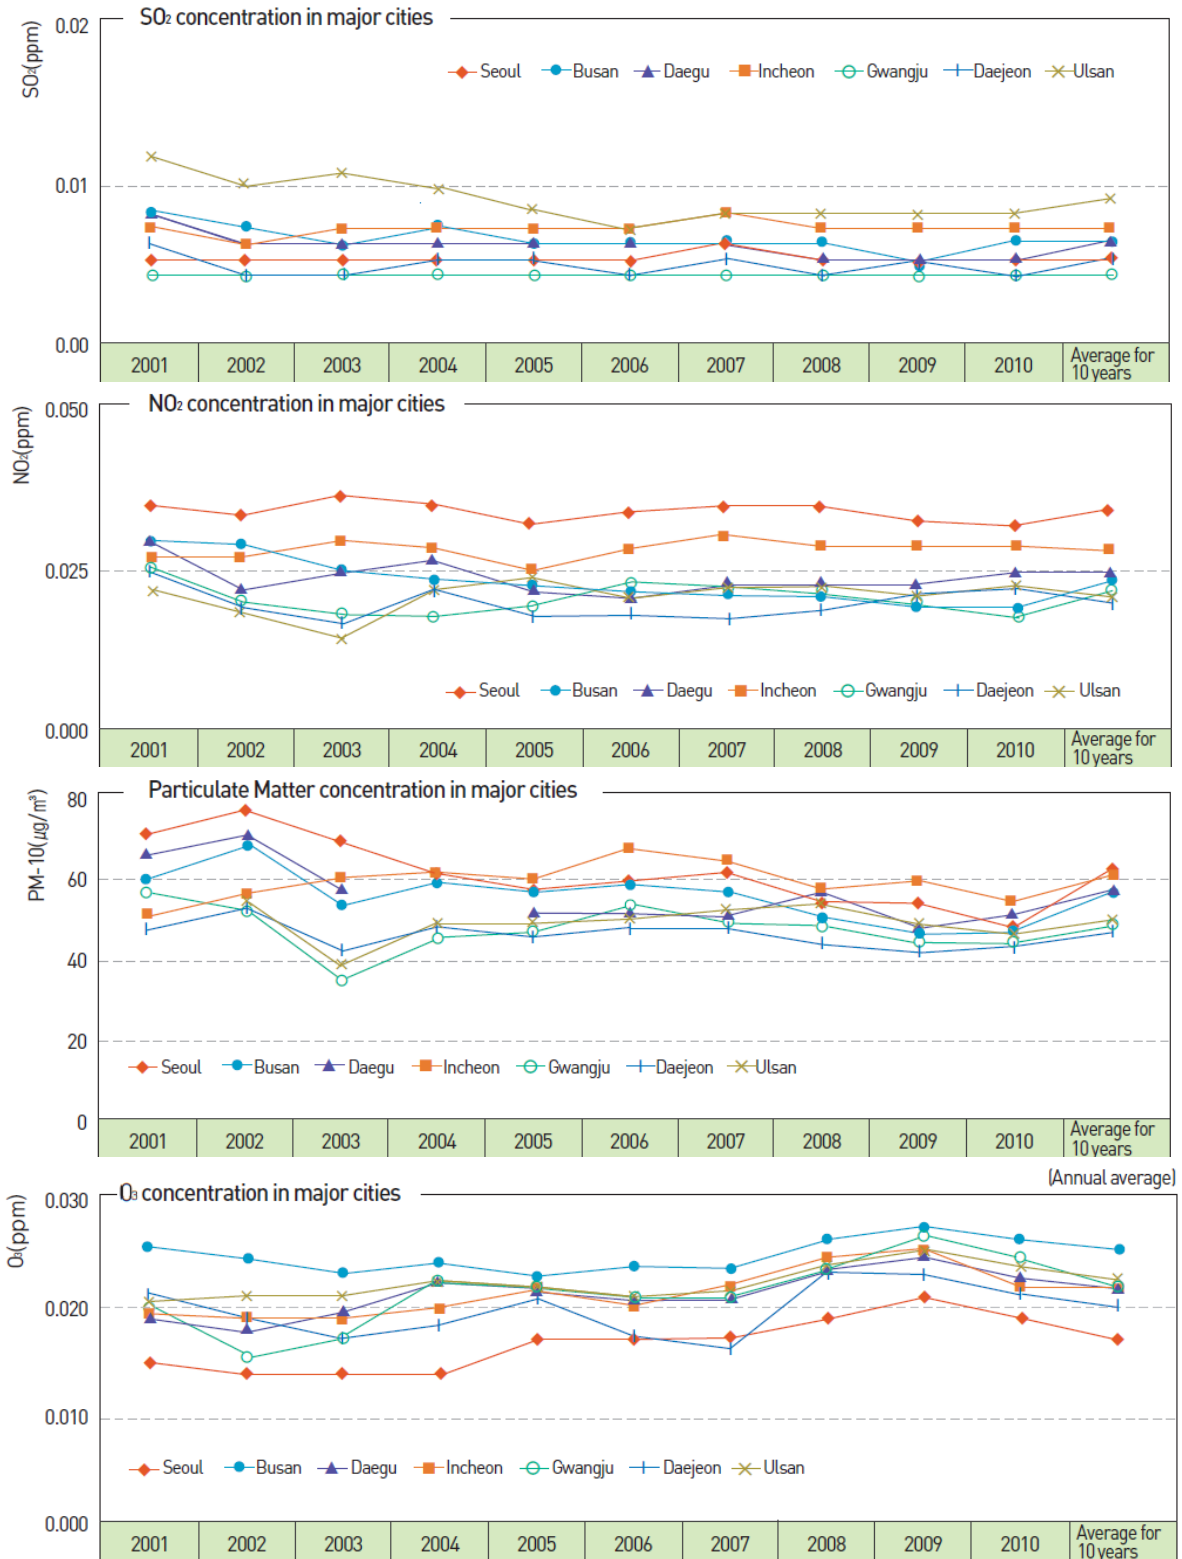 SO₂ concentration in major cities
SO₂(ppm)
0.02
Seoul Busan Daegu Incheon Gwangju Daejeon Ulsan
0.01
0.00
2001 2002 2003 2004 2005 2006 2007 2008 2009 2010 Average for
10 years
NO₂ concentration in major cities
NO₂(ppm)
0.050
0.025
Seoul Busan Daegu Incheon Gwangju Daejeon Ulsan
0.000
2001 2002 2003 2004 2005 2006 2007 2008 2009 2010 Average for
10 years
Particulate Matter concentration in major cities
PM-10(μg/㎥)
80
60
40
20
Seoul Busan Daegu Incheon Gwangju Daejeon Ulsan
0
2001 2002 2003 2004 2005 2006 2007 2008 2009 2010 Average for
10 years
(Annual average)
O₃ concentration in major cities
O₃(ppm)
0.030
0.020
0.010
Seoul Busan Daegu Incheon Gwangju Daejeon Ulsan
0.000
2001 2002 2003 2004 2005 2006 2007 2008 2009 2010 Average for
10 years